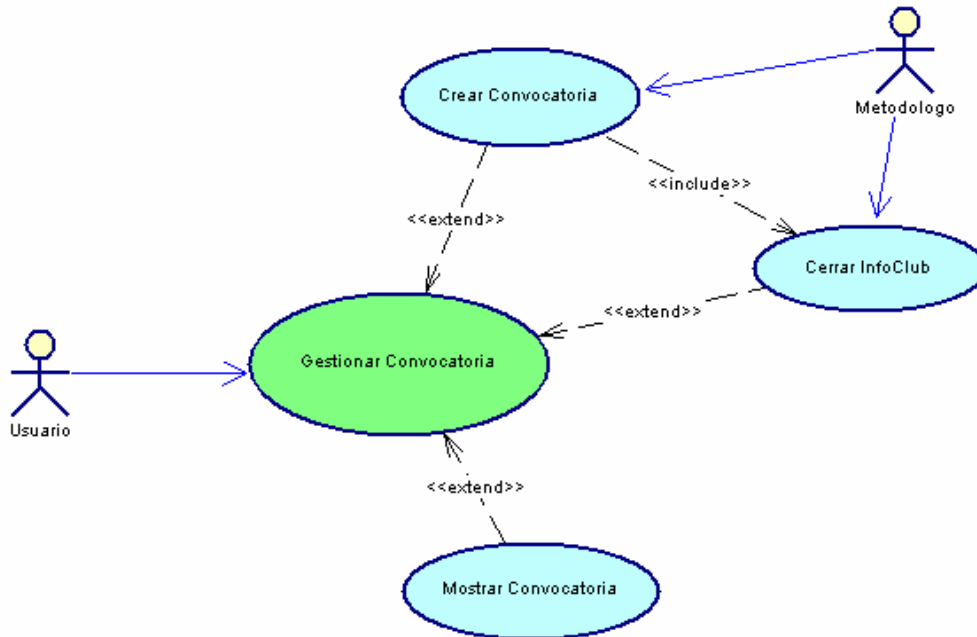 Crear Convocatoria
Metodologo
<<include>>
<<extend>>
Cerrar InfoClub
<<extend>>
Gestionar Convocatoria
Usuario
<<extend>>
Mostrar Convocatoria